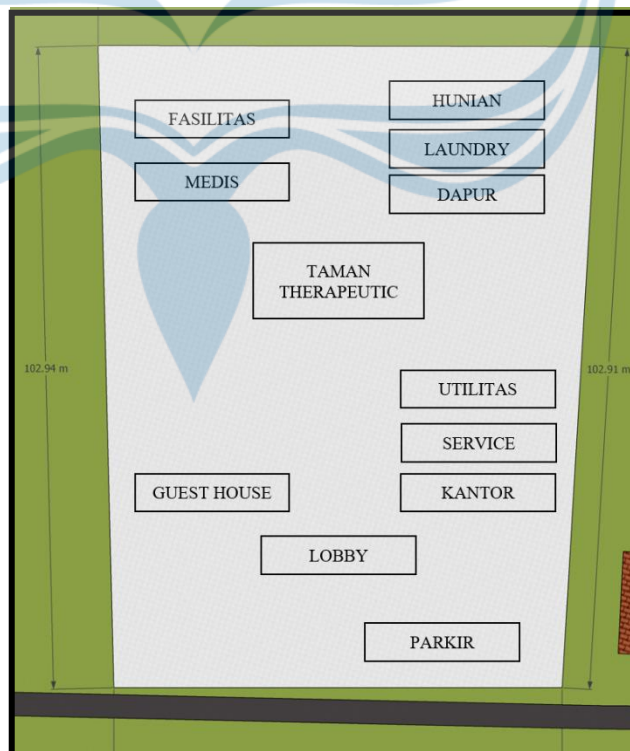 FASILITAS
HUNIAN
LAUNDRY
MEDIS
DAPUR
TAMAN
THERAPEUTIC
102.94 m
102.91 m
UTILITAS
SERVICE
GUEST HOUSE
KANTOR
LOBBY
PARKIR